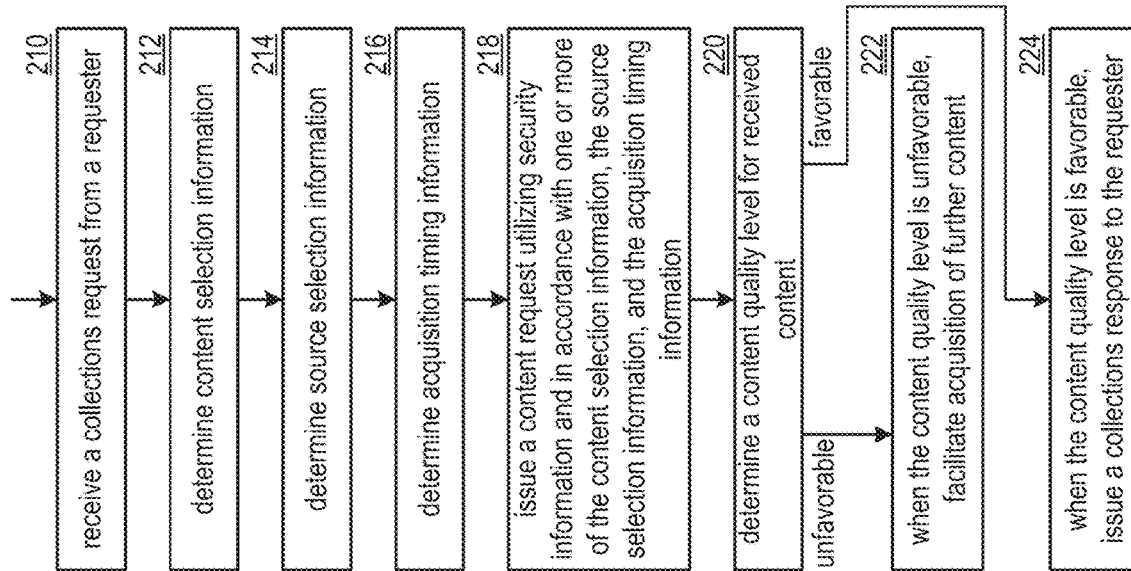 210
receive a collections request from a requester
212
determine content selection information
214
determine source selection information
216
determine acquisition timing information
218
issue a content request utilizing security
information and in accordance with one or more
of the content selection information, the source
selection information, and the acquisition timing
information
220
determine a content quality level for received
content
unfavorable
favorable
222
when the content quality level is unfavorable,
facilitate acquisition of further content
224
when the content quality level is favorable,
issue a collections response to the requester